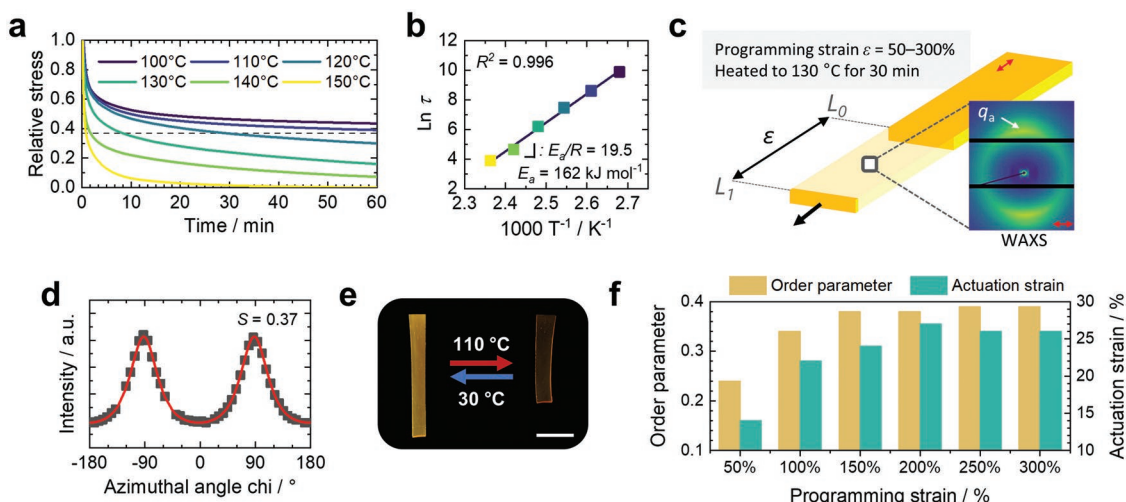 a
1.0
0.8
0.6
0.4
0.2
0.0
Relative stress
100°C 110°C 120°C
130°C 140°C 150°C
0 10 20 30 40 50 60
Time / min
b
12
10
8
6
4
2
Ln τ
R² = 0.996
: Eₐ/R = 19.5
Eₐ = 162 kJ mol⁻¹
2.3 2.4 2.5 2.6 2.7
1000 T⁻¹ / K⁻¹
c
Programming strain ε = 50–300%
Heated to 130 °C for 30 min
L₀
ε
L₁
qₐ
WAXS
d
Intensity / a.u.
S = 0.37
-180 -90 0 90 180
Azimuthal angle chi / °
e
110 °C
30 °C
f
Order parameter Actuation strain
0.4
0.3
0.2
0.1
Order parameter
30
25
20
15
10
Actuation strain / %
50% 100% 150% 200% 250% 300%
Programming strain / %